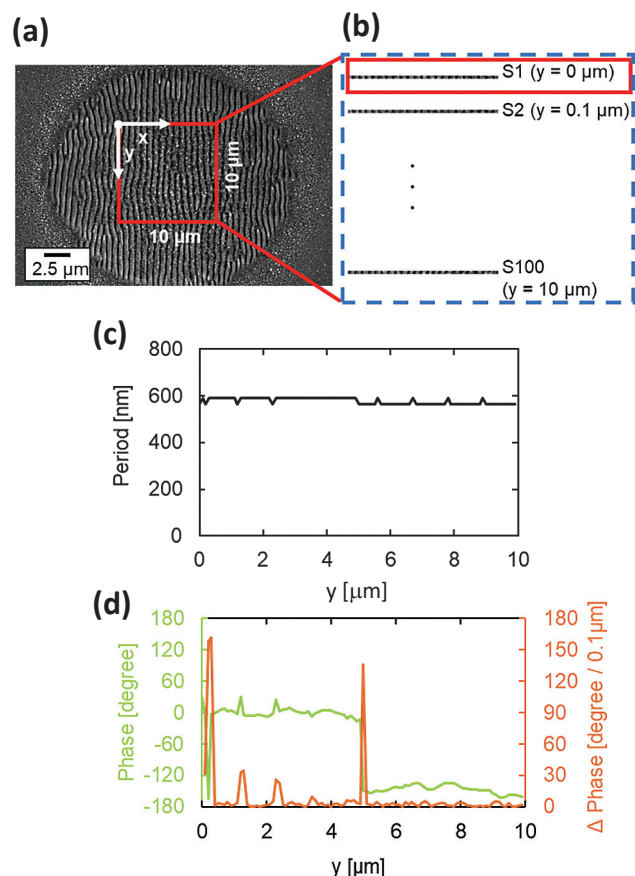 (a)
(b)
x
y
10 µm
10 µm
2.5 µm
S1 (y = 0 µm)
S2 (y = 0.1 µm)
S100
(y = 10 µm)
(c)
800
600
400
200
0
Period [nm]
0 2 4 6 8 10
y [µm]
(d)
180
120
60
0
-60
-120
-180
Phase [degree]
180
150
120
90
60
30
0
Δ Phase [degree / 0.1µm]
0 2 4 6 8 10
y [µm]